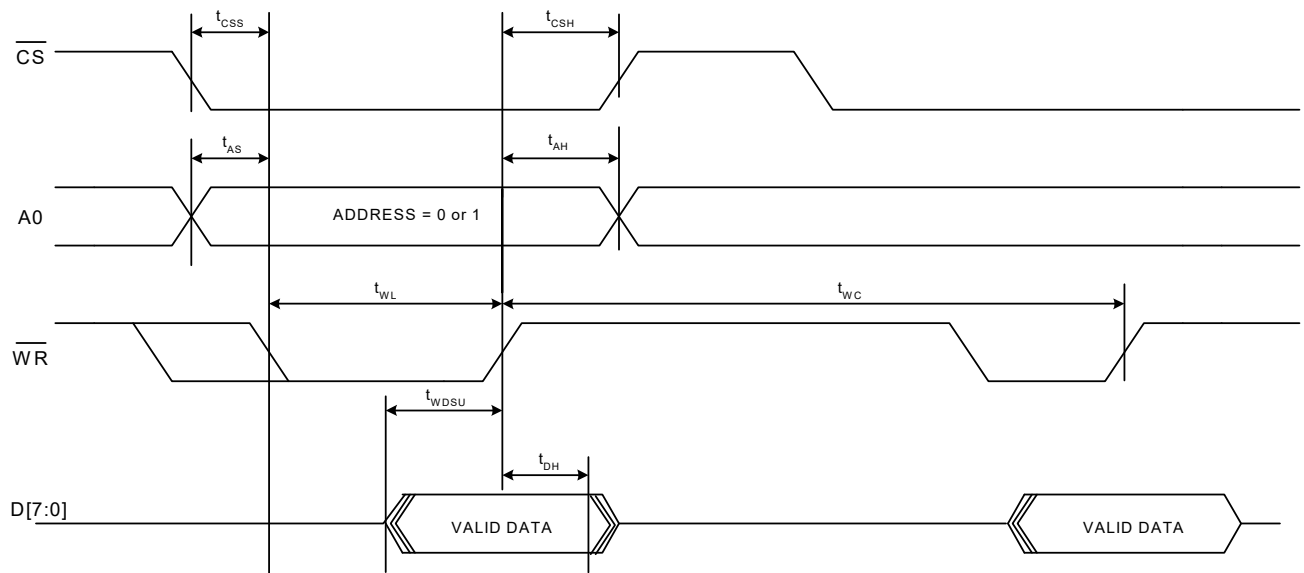 tCSS
tCSH
CS
tAS
tAH
A0
ADDRESS = 0 or 1
tWL
tWC
WR
tWDSU
tDH
D[7:0]
VALID DATA
VALID DATA